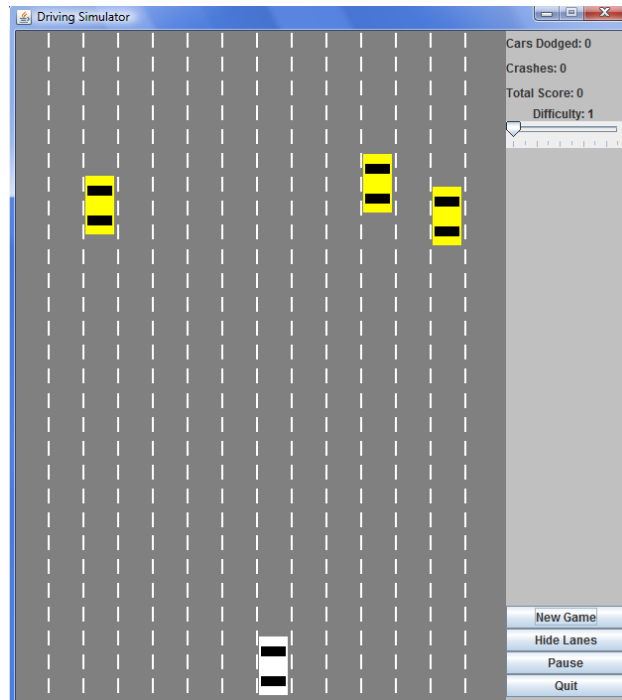 Driving Simulator
Cars Dodged: 0
Crashes: 0
Total Score: 0
Difficulty: 1
New Game
Hide Lanes
Pause
Quit